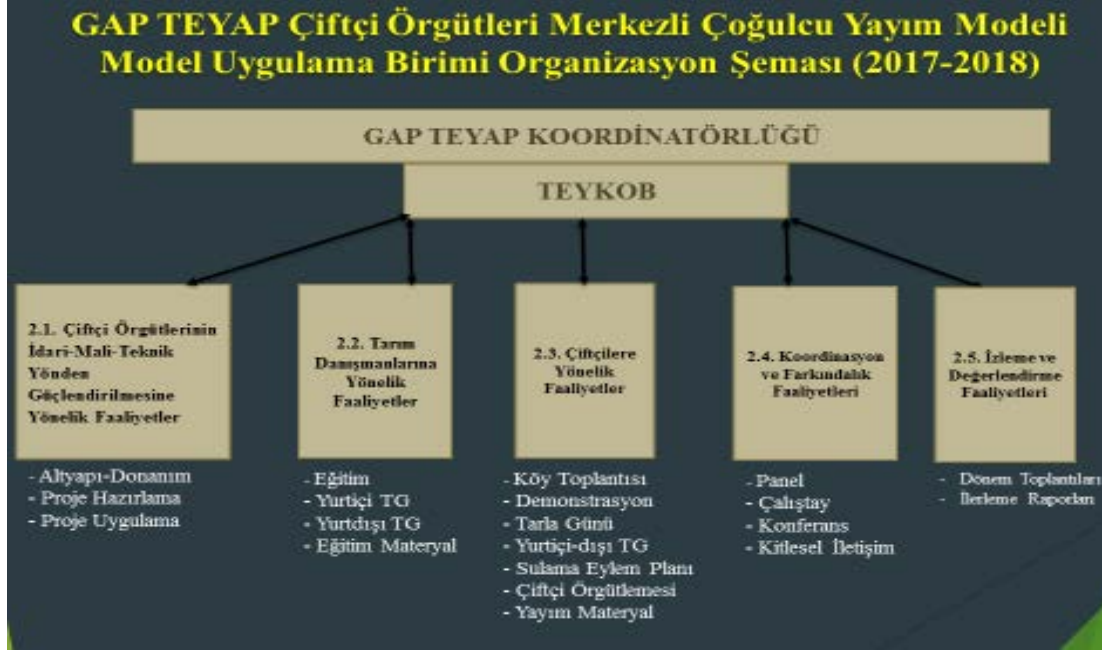 GAP TEYAP Çiftçi Örgütleri Merkezli Çoğulcu Yayım Modeli
Model Uygulama Birimi Organizasyon Şeması (2017-2018)
GAP TEYAP KOORDİNATÖRLÜĞÜ
TEYKOB
2.1. Çiftçi Örgütlerinin
İdari-Mali-Teknik
Yönden
Güçlendirilmesine
Yönelik Faaliyetler
- Altyapı-Donanım
- Proje Hazırlama
- Proje Uygulama
2.2. Tarım
Danışmanlarına
Yönelik
Faaliyetler
- Eğitim
- Yurtiçi TG
- Yurtdışı TG
- Eğitim Materyal
2.3. Çiftçilere
Yönelik
Faaliyetler
- Köy Toplantısı
- Demonstrasyon
- Tarla Günü
- Yurtiçi-dışı TG
- Sulama Eylem Planı
- Çiftçi Örgütlemesi
- Yayım Materyal
2.4. Koordinasyon
ve Farkındalık
Faaliyetleri
- Panel
- Çalıştay
- Konferans
- Kitlesel İletişim
2.5. İzleme ve
Değerlendirme
Faaliyetleri
- Dönem Toplantıları
- İlerleme Raporları